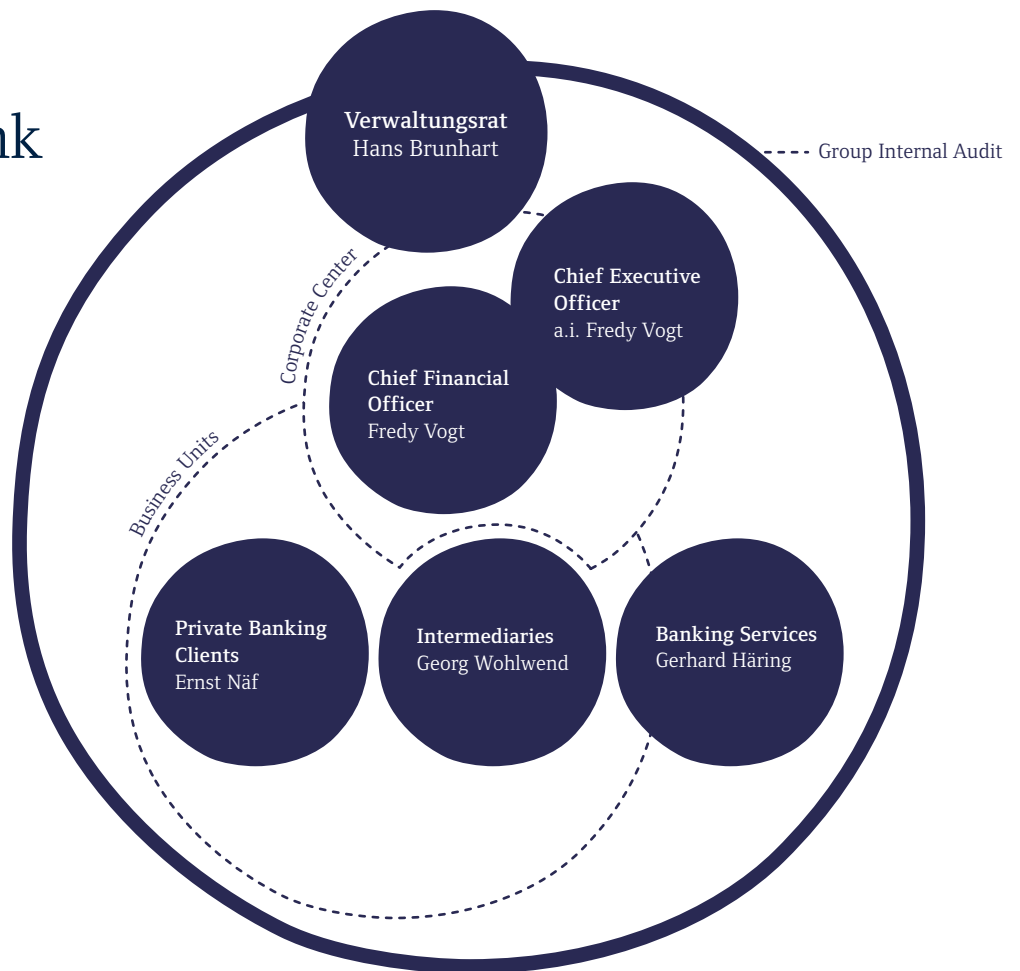 nk
Verwaltungsrat
Hans Brunhart
Group Internal Audit
Corporate Center
Chief Executive
Officer
a.i. Fredy Vogt
Chief Financial
Officer
Fredy Vogt
Business Units
Private Banking
Clients
Ernst Näf
Intermediaries
Georg Wohlwend
Banking Services
Gerhard Häring